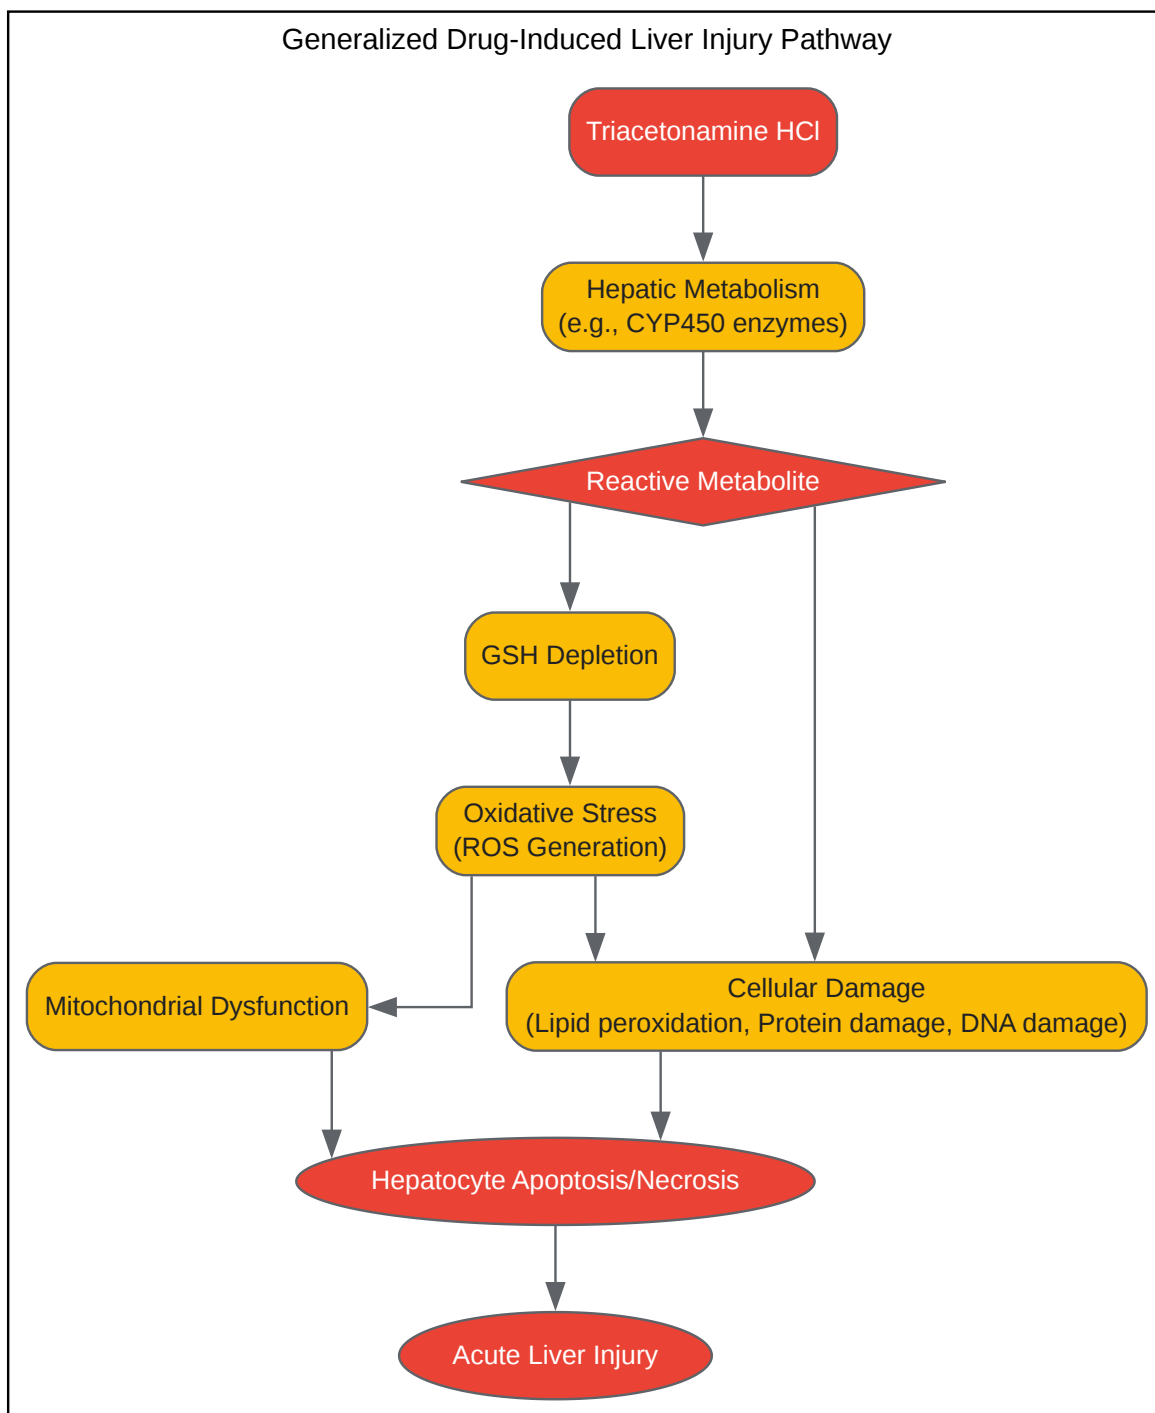 Generalized Drug-Induced Liver Injury Pathway
Triacetonamine HCl
Hepatic Metabolism
(e.g., CYP450 enzymes)
Reactive Metabolite
GSH Depletion
Oxidative Stress
(ROS Generation)
Mitochondrial Dysfunction
Cellular Damage
(Lipid peroxidation, Protein damage, DNA damage)
Hepatocyte Apoptosis/Necrosis
Acute Liver Injury